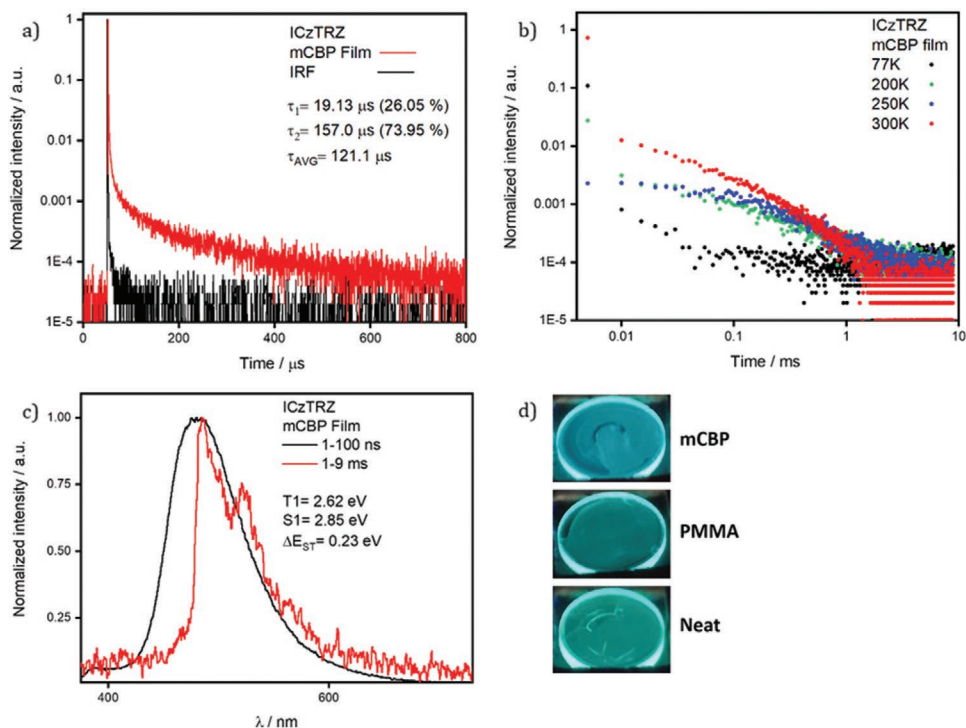 a)
Normalized intensity / a.u.
1
0.1
0.01
0.001
1E-4
1E-5
0
200
400
600
800
Time / μs
ICzTRZ
mCBP Film
IRF
τ1= 19.13 μs (26.05 %)
τ2= 157.0 μs (73.95 %)
τAVG= 121.1 μs
b)
Normalized intensity / a.u.
1
0.1
0.01
0.001
1E-4
1E-5
0.01
0.1
1
10
Time / ms
ICzTRZ
mCBP film
77K
200K
250K
300K
c)
Normalized intensity / a.u.
1.00
0.75
0.50
0.25
400
600
λ / nm
ICzTRZ
mCBP Film
1-100 ns
1-9 ms
T1= 2.62 eV
S1= 2.85 eV
ΔEST= 0.23 eV
d)
mCBP
PMMA
Neat